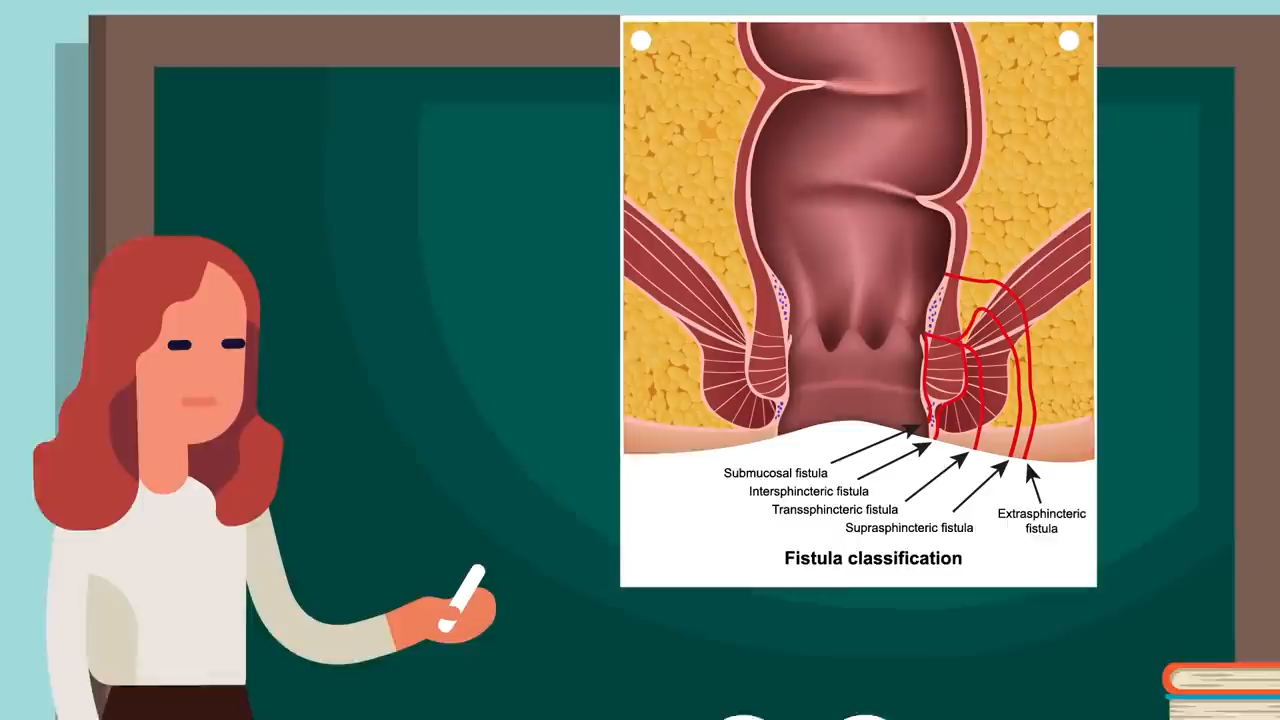 Submucosal fistula
Intersphincteric fistula
Transsphincteric fistula
Suprasphincteric fistula
Extrasphincteric
fistula
Fistula classification